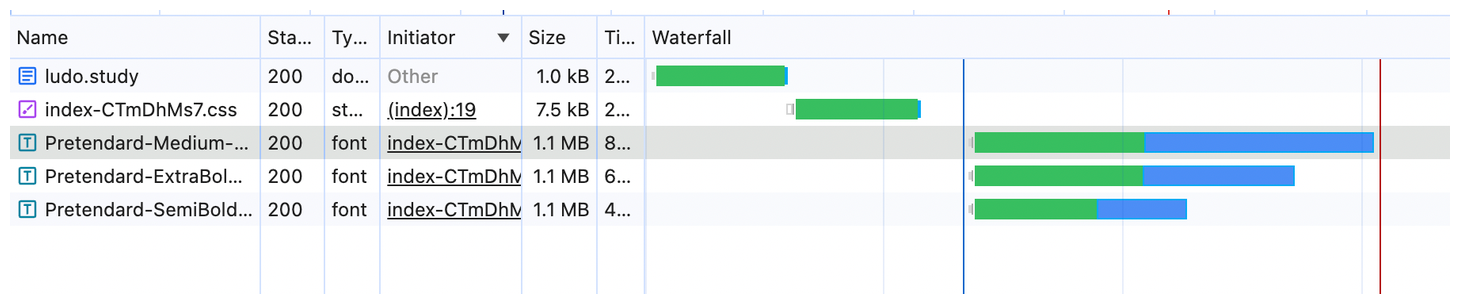 Name Sta... Ty... Initiator Size Ti... Waterfall
ludo.study 200 do... Other 1.0 kB 2...
index-CTmDhMs7.css 200 st... (index):19 7.5 kB 2...
Pretendard-Medium-... 200 font index-CTmDhM 1.1 MB 8...
Pretendard-ExtraBol... 200 font index-CTmDhM 1.1 MB 6...
Pretendard-SemiBold... 200 font index-CTmDhM 1.1 MB 4...